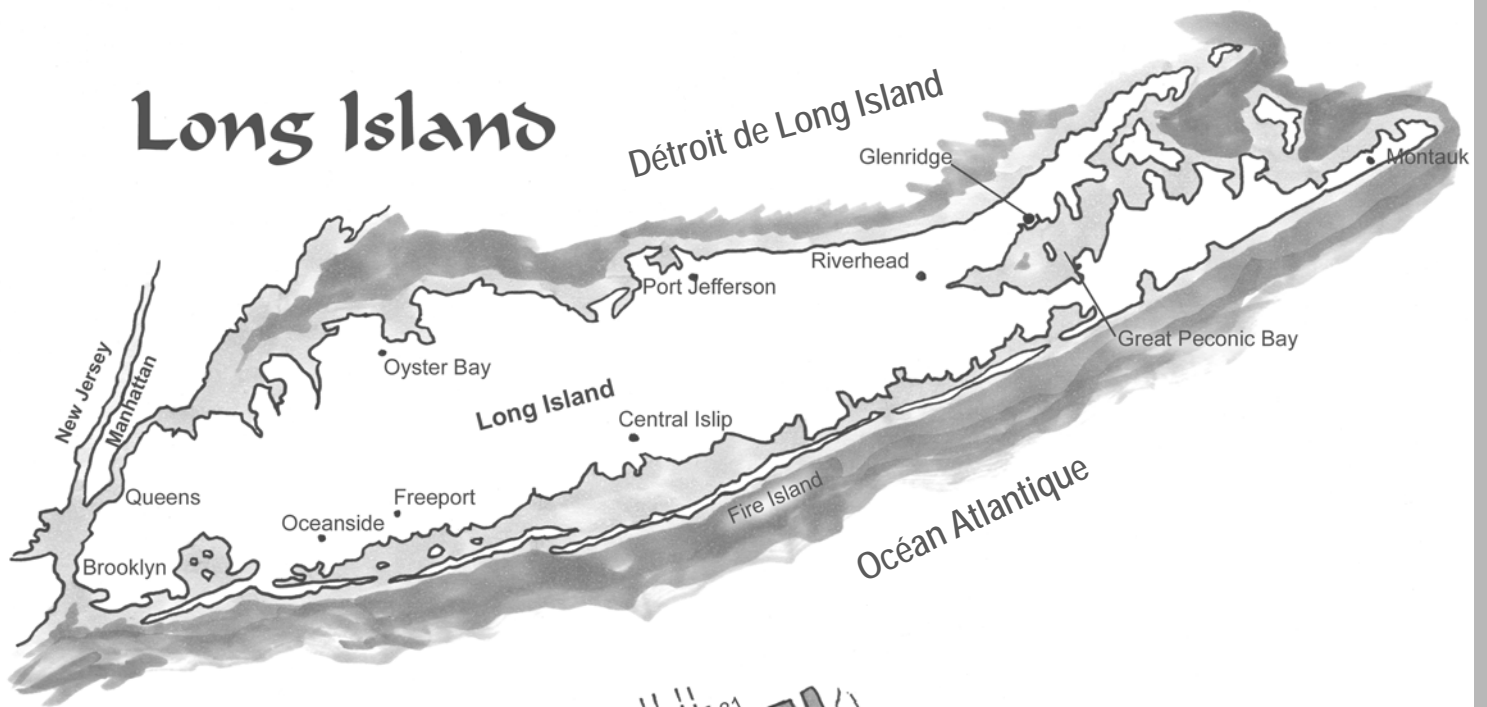 Long Island
Détroit de Long Island
Glenridge
Montauk
Riverhead
Port Jefferson
Great Peconic Bay
Oyster Bay
New Jersey
Manhattan
Long Island
Central Islip
Queens
Freeport
Fire Island
Océan Atlantique
Oceanside
Brooklyn